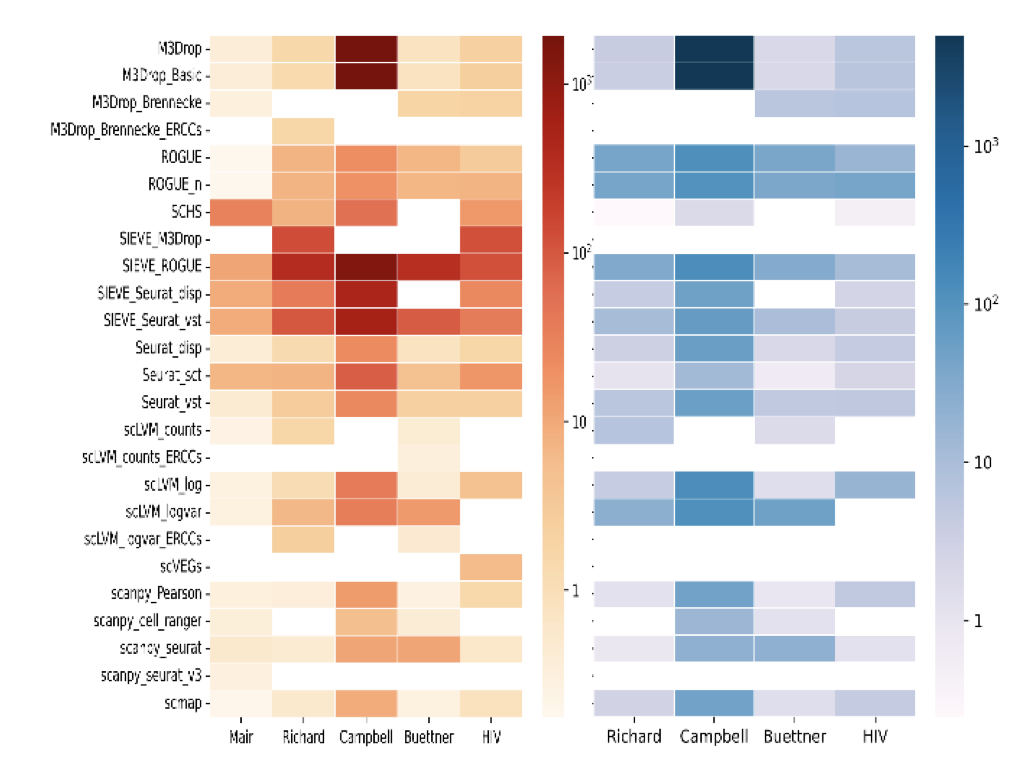 M3Drop
M3Drop_Basic
M3Drop_Brennecke
M3Drop_Brennecke_ERCCs
ROGUE
ROGUE_n
SCHS
SIEVE_M3Drop
SIEVE_ROGUE
SIEVE_Seurat_disp
SIEVE_Seurat_vst
Seurat_disp
Seurat_sct
Seurat_vst
scLVM_counts
scLVM_counts_ERCCs
scLVM_log
scLVM_logvar
scLVM_logvar_ERCCs
scVEGs
scanpy_Pearson
scanpy_cell_ranger
scanpy_seurat
scanpy_seurat_v3
scmap
Mair Richard Campbell Buettner HIV
10³
10²
10
1
Richard Campbell Buettner HIV
10³
10²
10
1